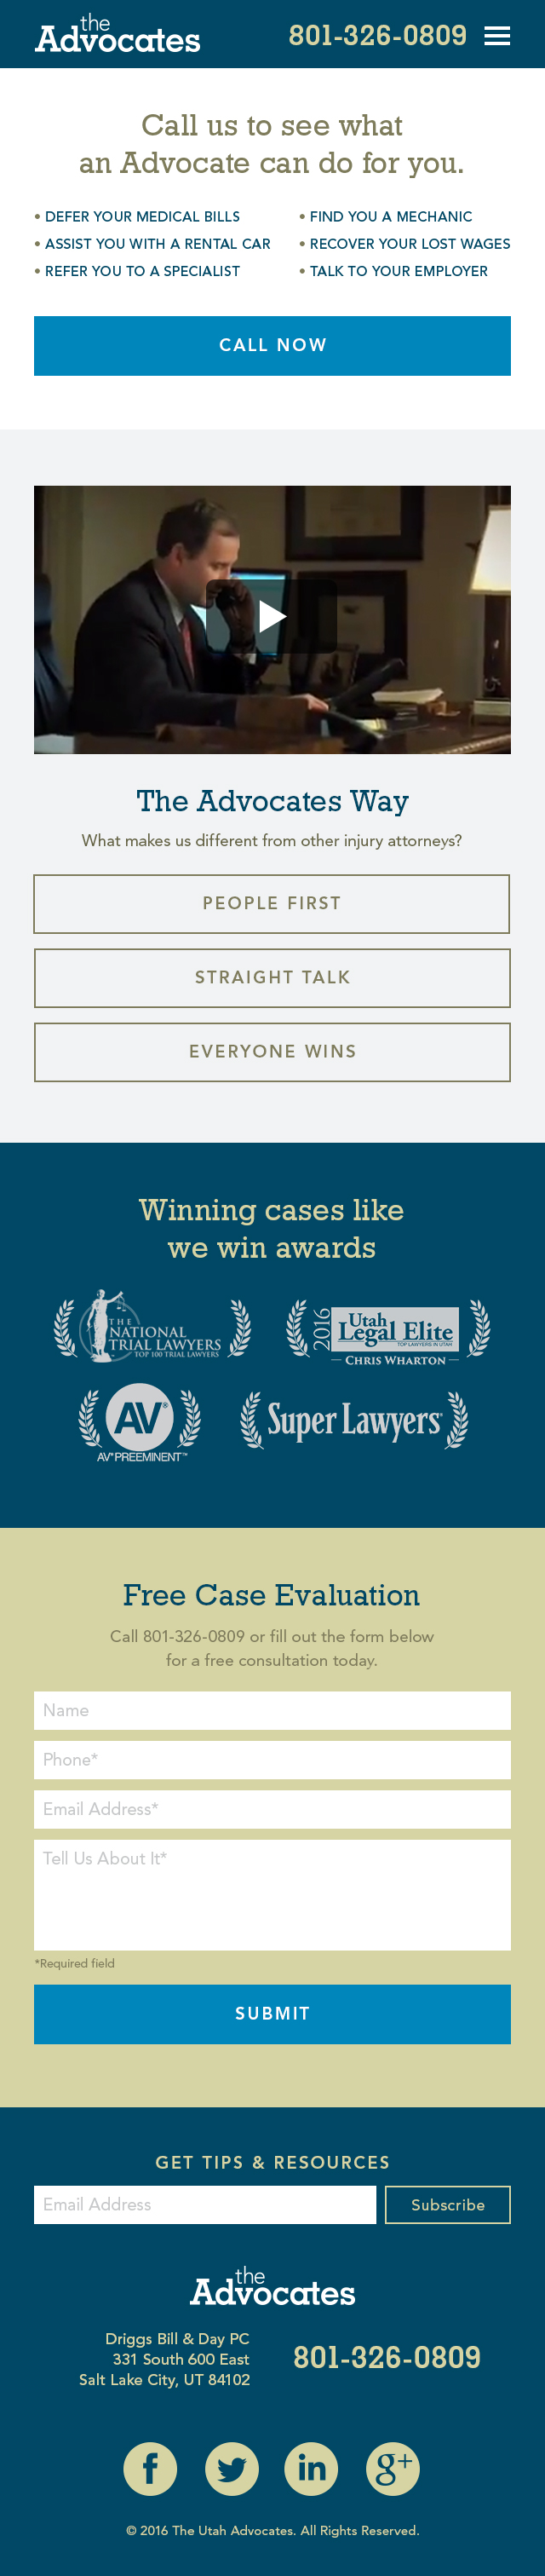 the
Advocates
801-326-0809
Call us to see what
an Advocate can do for you.
• DEFER YOUR MEDICAL BILLS
• ASSIST YOU WITH A RENTAL CAR
• REFER YOU TO A SPECIALIST
• FIND YOU A MECHANIC
• RECOVER YOUR LOST WAGES
• TALK TO YOUR EMPLOYER
CALL NOW
The Advocates Way
What makes us different from other injury attorneys?
PEOPLE FIRST
STRAIGHT TALK
EVERYONE WINS
Winning cases like
we win awards
THE
NATIONAL
TRIAL LAWYERS
TOP 100 TRIAL LAWYERS
2016
Utah
Legal Elite
TOP LAWYERS IN UTAH
CHRIS WHARTON
AV®
AV® PREEMINENT™
Super Lawyers®
Free Case Evaluation
Call 801-326-0809 or fill out the form below
for a free consultation today.
Name
Phone*
Email Address*
Tell Us About It*
*Required field
SUBMIT
GET TIPS & RESOURCES
Email Address
Subscribe
the
Advocates
Driggs Bill & Day PC
331 South 600 East
Salt Lake City, UT 84102
801-326-0809
f
in
g+
© 2016 The Utah Advocates. All Rights Reserved.